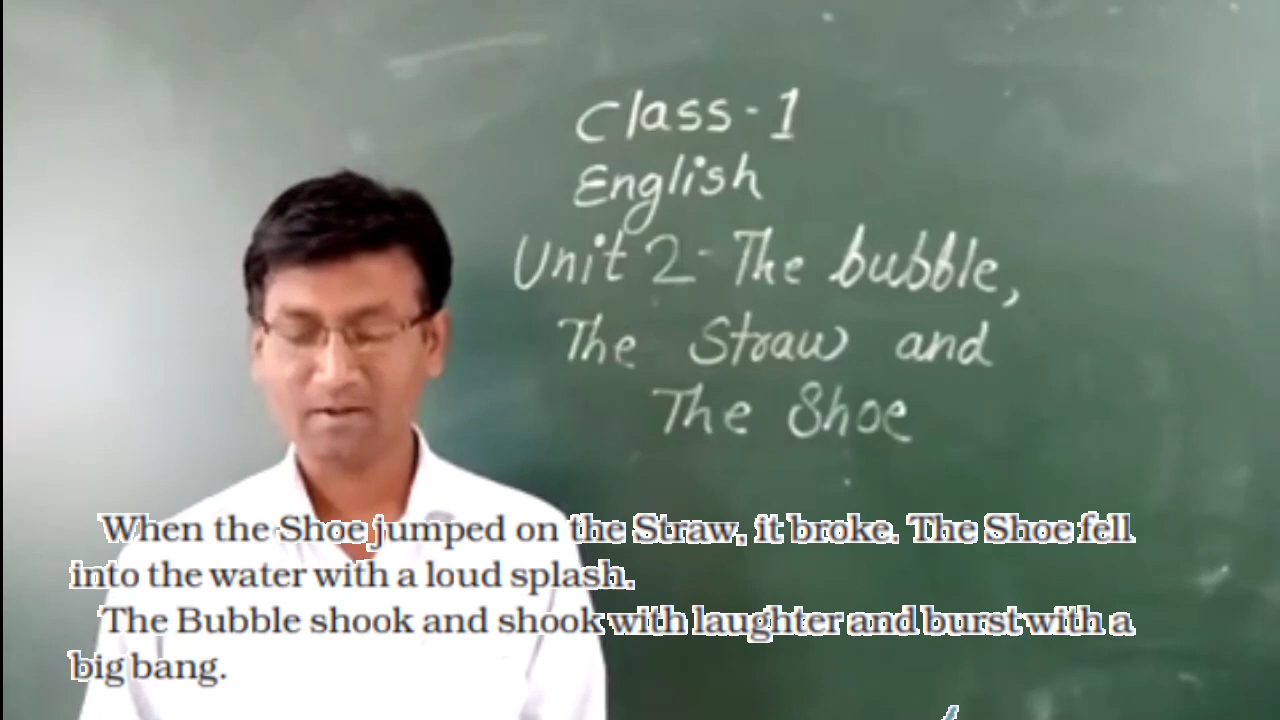 Class-1
English
Unit 2-The bubble,
The Straw and
The Shoe
When the Shoe jumped on the Straw, it broke. The Shoe fell
into the water with a loud splash.
The Bubble shook and shook with laughter and burst with a
big bang.